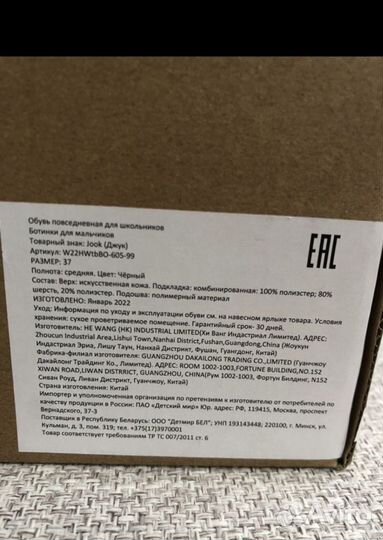 Обувь повседневная для школьников
Ботинки для мальчиков
Товарный знак: Jook (Джук)
Артикул: W22HWtbBO-605-99
РАЗМЕР: 37
Полнота: средняя. Цвет: Чёрный
Состав: Верх: искусственная кожа. Подкладка: комбинированная: 100% полиэстер; 80%
шерсть, 20% полиэстер. Подошва: полимерный материал
ИЗГОТОВЛЕНО: Январь 2022
Уход: Информация по уходу и эксплуатации обуви см. на навесном ярлыке товара. Условия
хранения: сухое проветриваемое помещение. Гарантийный срок- 30 дней.
Изготовитель: HE WANG (HK) INDUSTRIAL LIMITED(Хи Ванг Индастриал Лимитед).
Zhoucun Industrial Area,Lishui Town,Nanhai District,Fushan,Guangdong,China (Жоукун
Индастриал Эриа, Лишу Таун, Нанхай Дистрикт, Фушан, Гуангдонг, Китай)
Фабрика-филиал изготовителя: GUANGZHOU DAKAILONG TRADING CO.,LIMITED (Гуанчжоу
Дакайлонг Трайдинг Ко., Лимитед). АДРЕС: ROOM 1002-1003,FORTUNE BUILDING,NO.152
XIWAN ROAD,LIWAN DISTRRICT, GUANGZHOU, CHINA(Рум 1002-1003, Фортун Билдинг, N152
Сиван Роуд, Ливан Дистрикт, Гуанчжоу, Китай)
Страна изготовления: Китай
Импортер и уполномоченная организация по претензиям к изготовителю от потребителей по
качеству продукции в России: ПАО «Детский мир» Юр. адрес: РФ, 119415, Москва, проспект
Вернадского, 37-3
Поставщик в Республику Беларусь: ООО "Детмир БЕЛ"; УНП 193143448; 220100, г. Минск, ул.
Кульман, д. 3, пом. 319; тел. +375(17)3970001
Товар соответствует требованиям ТР ТС 007/2011 ст. 6
EAC
Avito